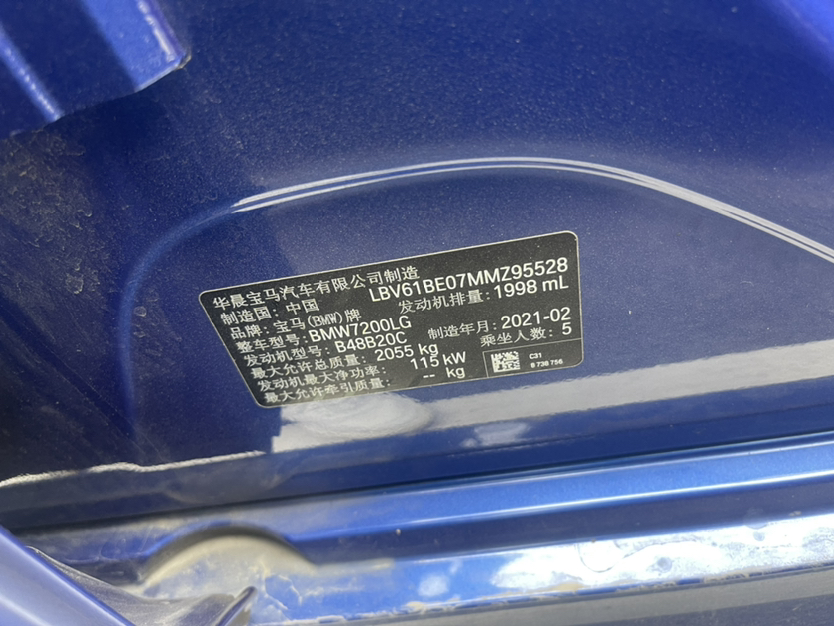 华晨宝马汽车有限公司制造
制造国：中国 LBV61BE07MMZ95528
品牌：宝马(BMW)牌 发动机排量：1998 mL
整车型号：BMW7200LG
发动机型号：B48B20C 制造年月：2021-02
最大允许总质量： 2055 kg 乘坐人数：5
发动机最大净功率： 115 kW
最大允许牵引质量： -- kg
C31
8 738 756